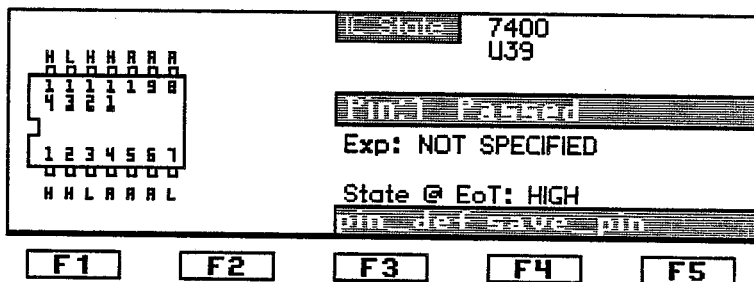 IC State 7400
U39
H L H H A A A
1 1 1 1 1 9 8
4 3 2 1
Pin:1 Passed
Exp: NOT SPECIFIED
1 2 3 4 5 6 7
H H L A A A L
State @ EoT: HIGH
pin_def save_pin
F1 F2 F3 F4 F5